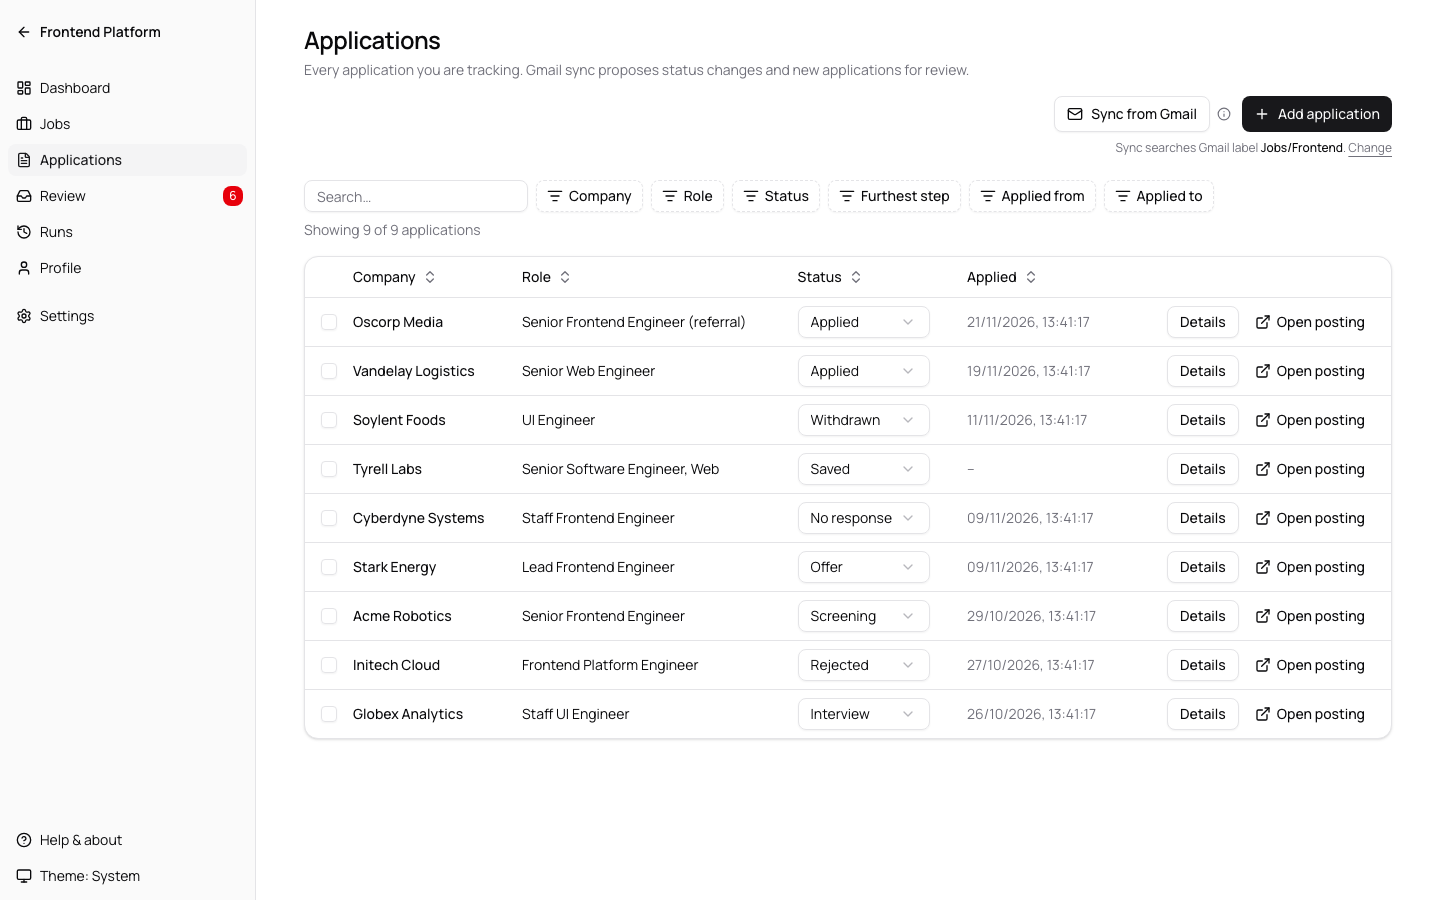 Frontend Platform
Dashboard
Jobs
Applications
Review 6
Runs
Profile
Settings
Help & about
Theme: System
Applications
Every application you are tracking. Gmail sync proposes status changes and new applications for review.
Sync from Gmail Add application
Sync searches Gmail label Jobs/Frontend. Change
Search... Company Role Status Furthest step Applied from Applied to
Showing 9 of 9 applications
Company Role Status Applied
Oscorp Media Senior Frontend Engineer (referral) Applied 21/11/2026, 13:41:17 Details Open posting
Vandelay Logistics Senior Web Engineer Applied 19/11/2026, 13:41:17 Details Open posting
Soylent Foods UI Engineer Withdrawn 11/11/2026, 13:41:17 Details Open posting
Tyrell Labs Senior Software Engineer, Web Saved – Details Open posting
Cyberdyne Systems Staff Frontend Engineer No response 09/11/2026, 13:41:17 Details Open posting
Stark Energy Lead Frontend Engineer Offer 09/11/2026, 13:41:17 Details Open posting
Acme Robotics Senior Frontend Engineer Screening 29/10/2026, 13:41:17 Details Open posting
Initech Cloud Frontend Platform Engineer Rejected 27/10/2026, 13:41:17 Details Open posting
Globex Analytics Staff UI Engineer Interview 26/10/2026, 13:41:17 Details Open posting